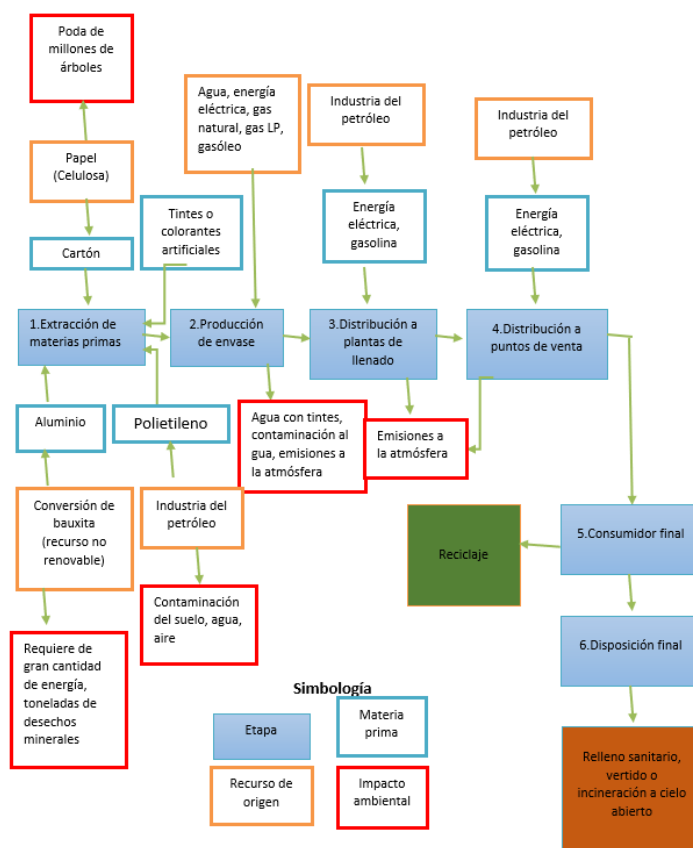 Poda de
millones de
árboles
Agua, energía
eléctrica, gas
natural, gas LP,
gasóleo
Industria del
petróleo
Industria del
petróleo
Papel
(Celulosa)
Tintes o
colorantes
artificiales
Energía
eléctrica,
gasolina
Energía
eléctrica,
gasolina
Cartón
1.Extracción de
materias primas
2.Producción
de envase
3.Distribución a
plantas de
llenado
4.Distribución a
puntos de venta
Aluminio
Polietileno
Agua con tintes,
contaminación al
gua, emisiones a
la atmósfera
Emisiones a
la atmósfera
Conversión de
bauxita
(recurso no
renovable)
Industria del
petróleo
Reciclaje
5.Consumidor final
Contaminación
del suelo, agua,
aire
Requiere de
gran cantidad
de energía,
toneladas de
desechos
minerales
6.Disposición final
Simbología
Etapa
Materia
prima
Recurso de
origen
Impacto
ambiental
Relleno sanitario,
vertido o
incineración a cielo
abierto